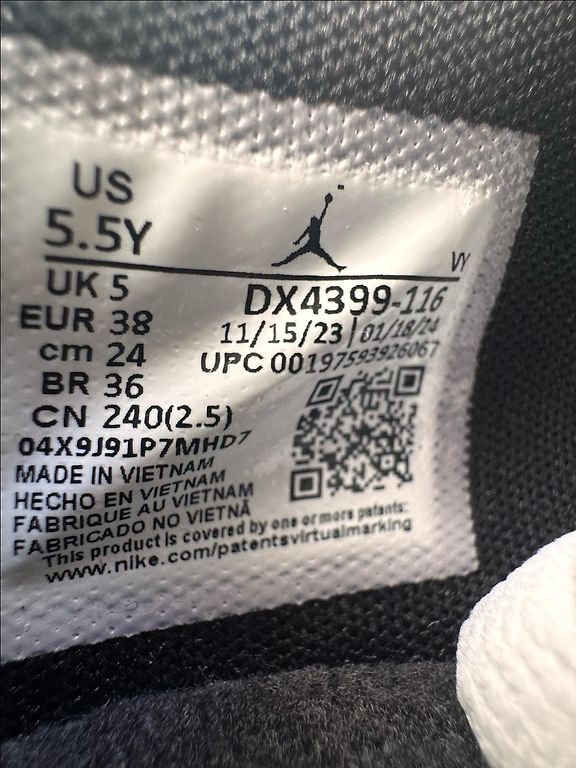 US
5.5Y
VY
UK 5
EUR 38
cm 24
BR 36
CN 240(2.5)
DX4399-116
11/15/23 | 01/18/24
UPC 00197593926067
04X9J91P7MHD7
MADE IN VIETNAM
HECHO EN VIETNAM
FABRIQUE AU VIETNAM
FABRICADO NO VIETNÃ
This product is covered by one or more patents:
www.nike.com/patentsvirtualmarking